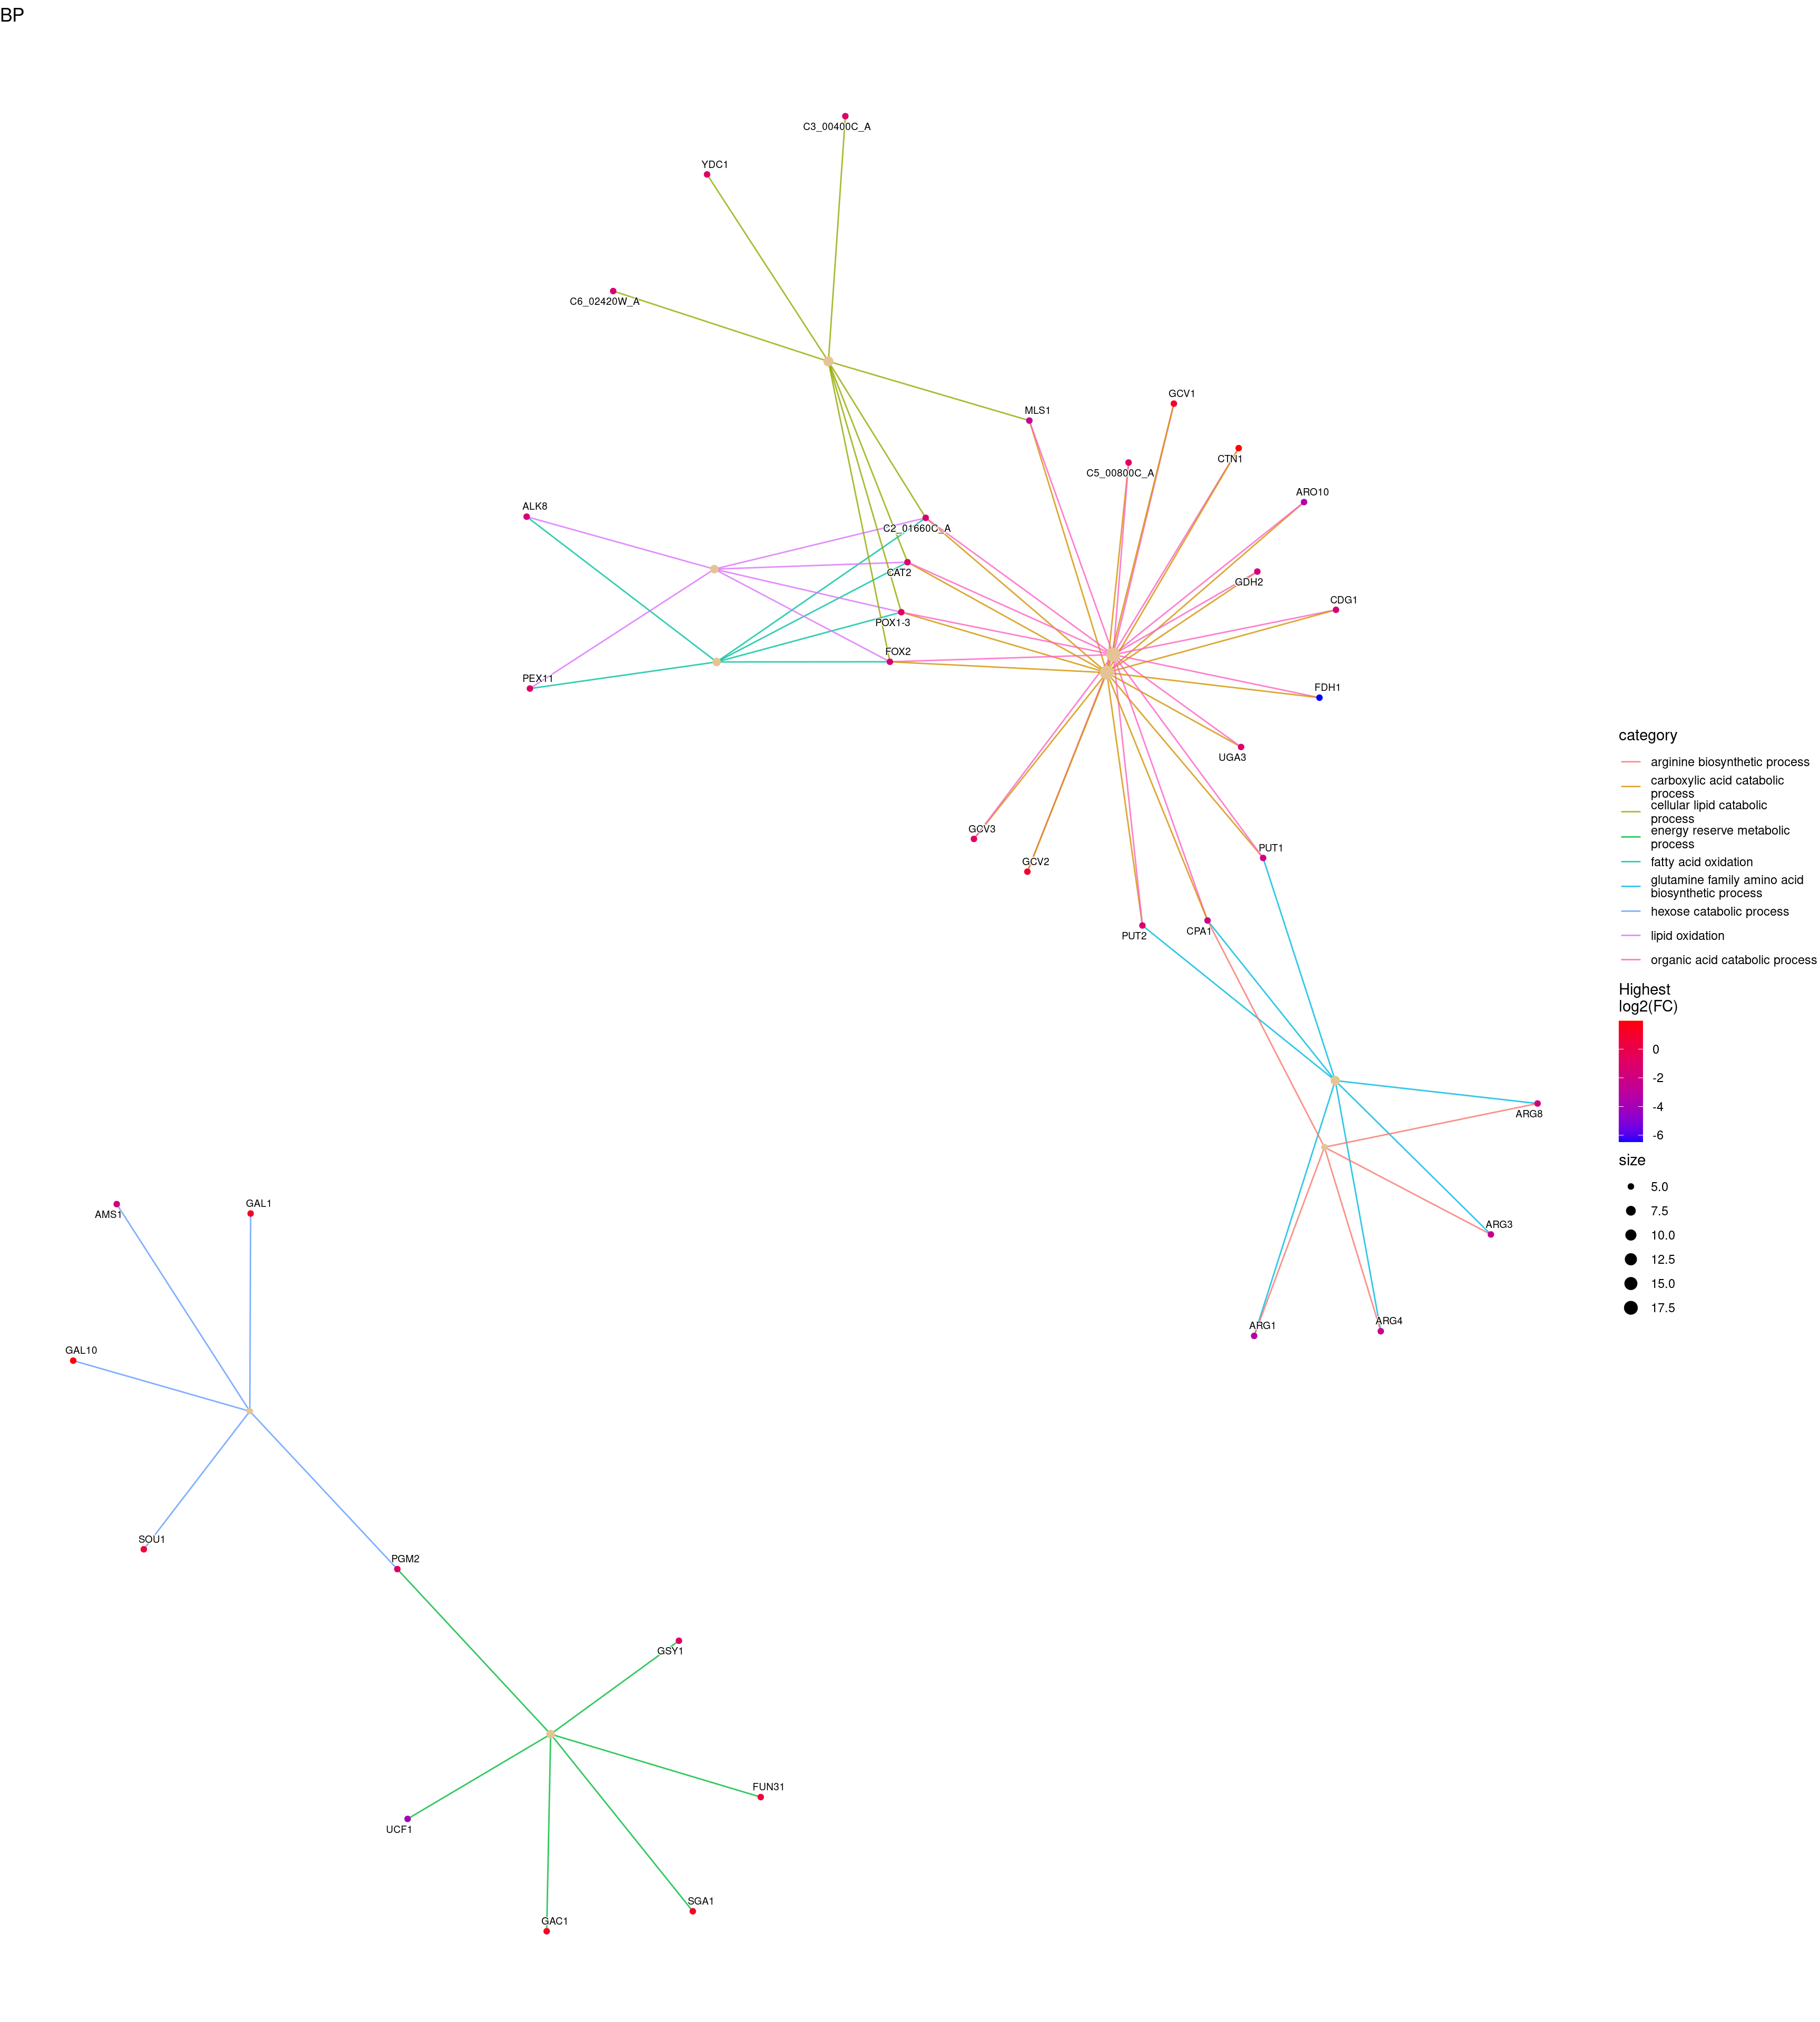 BP
C3_00400C_A
YDC1
C6_02420W_A
GCV1
MLS1
CTN1
C5_00800C_A
ARO10
ALK8
C2_01660C_A
CAT2
GDH2
CDG1
POX1-3
FOX2
PEX11
FDH1
UGA3
GCV3
GCV2
PUT1
PUT2
CPA1
ARG8
ARG3
ARG1
ARG4
AMS1
GAL1
GAL10
SOU1
PGM2
GSY1
FUN31
UCF1
SGA1
GAC1
category
arginine biosynthetic process
carboxylic acid catabolic
process
cellular lipid catabolic
process
energy reserve metabolic
process
fatty acid oxidation
glutamine family amino acid
biosynthetic process
hexose catabolic process
lipid oxidation
organic acid catabolic process
Highest
log2(FC)
0
-2
-4
-6
size
5.0
7.5
10.0
12.5
15.0
17.5